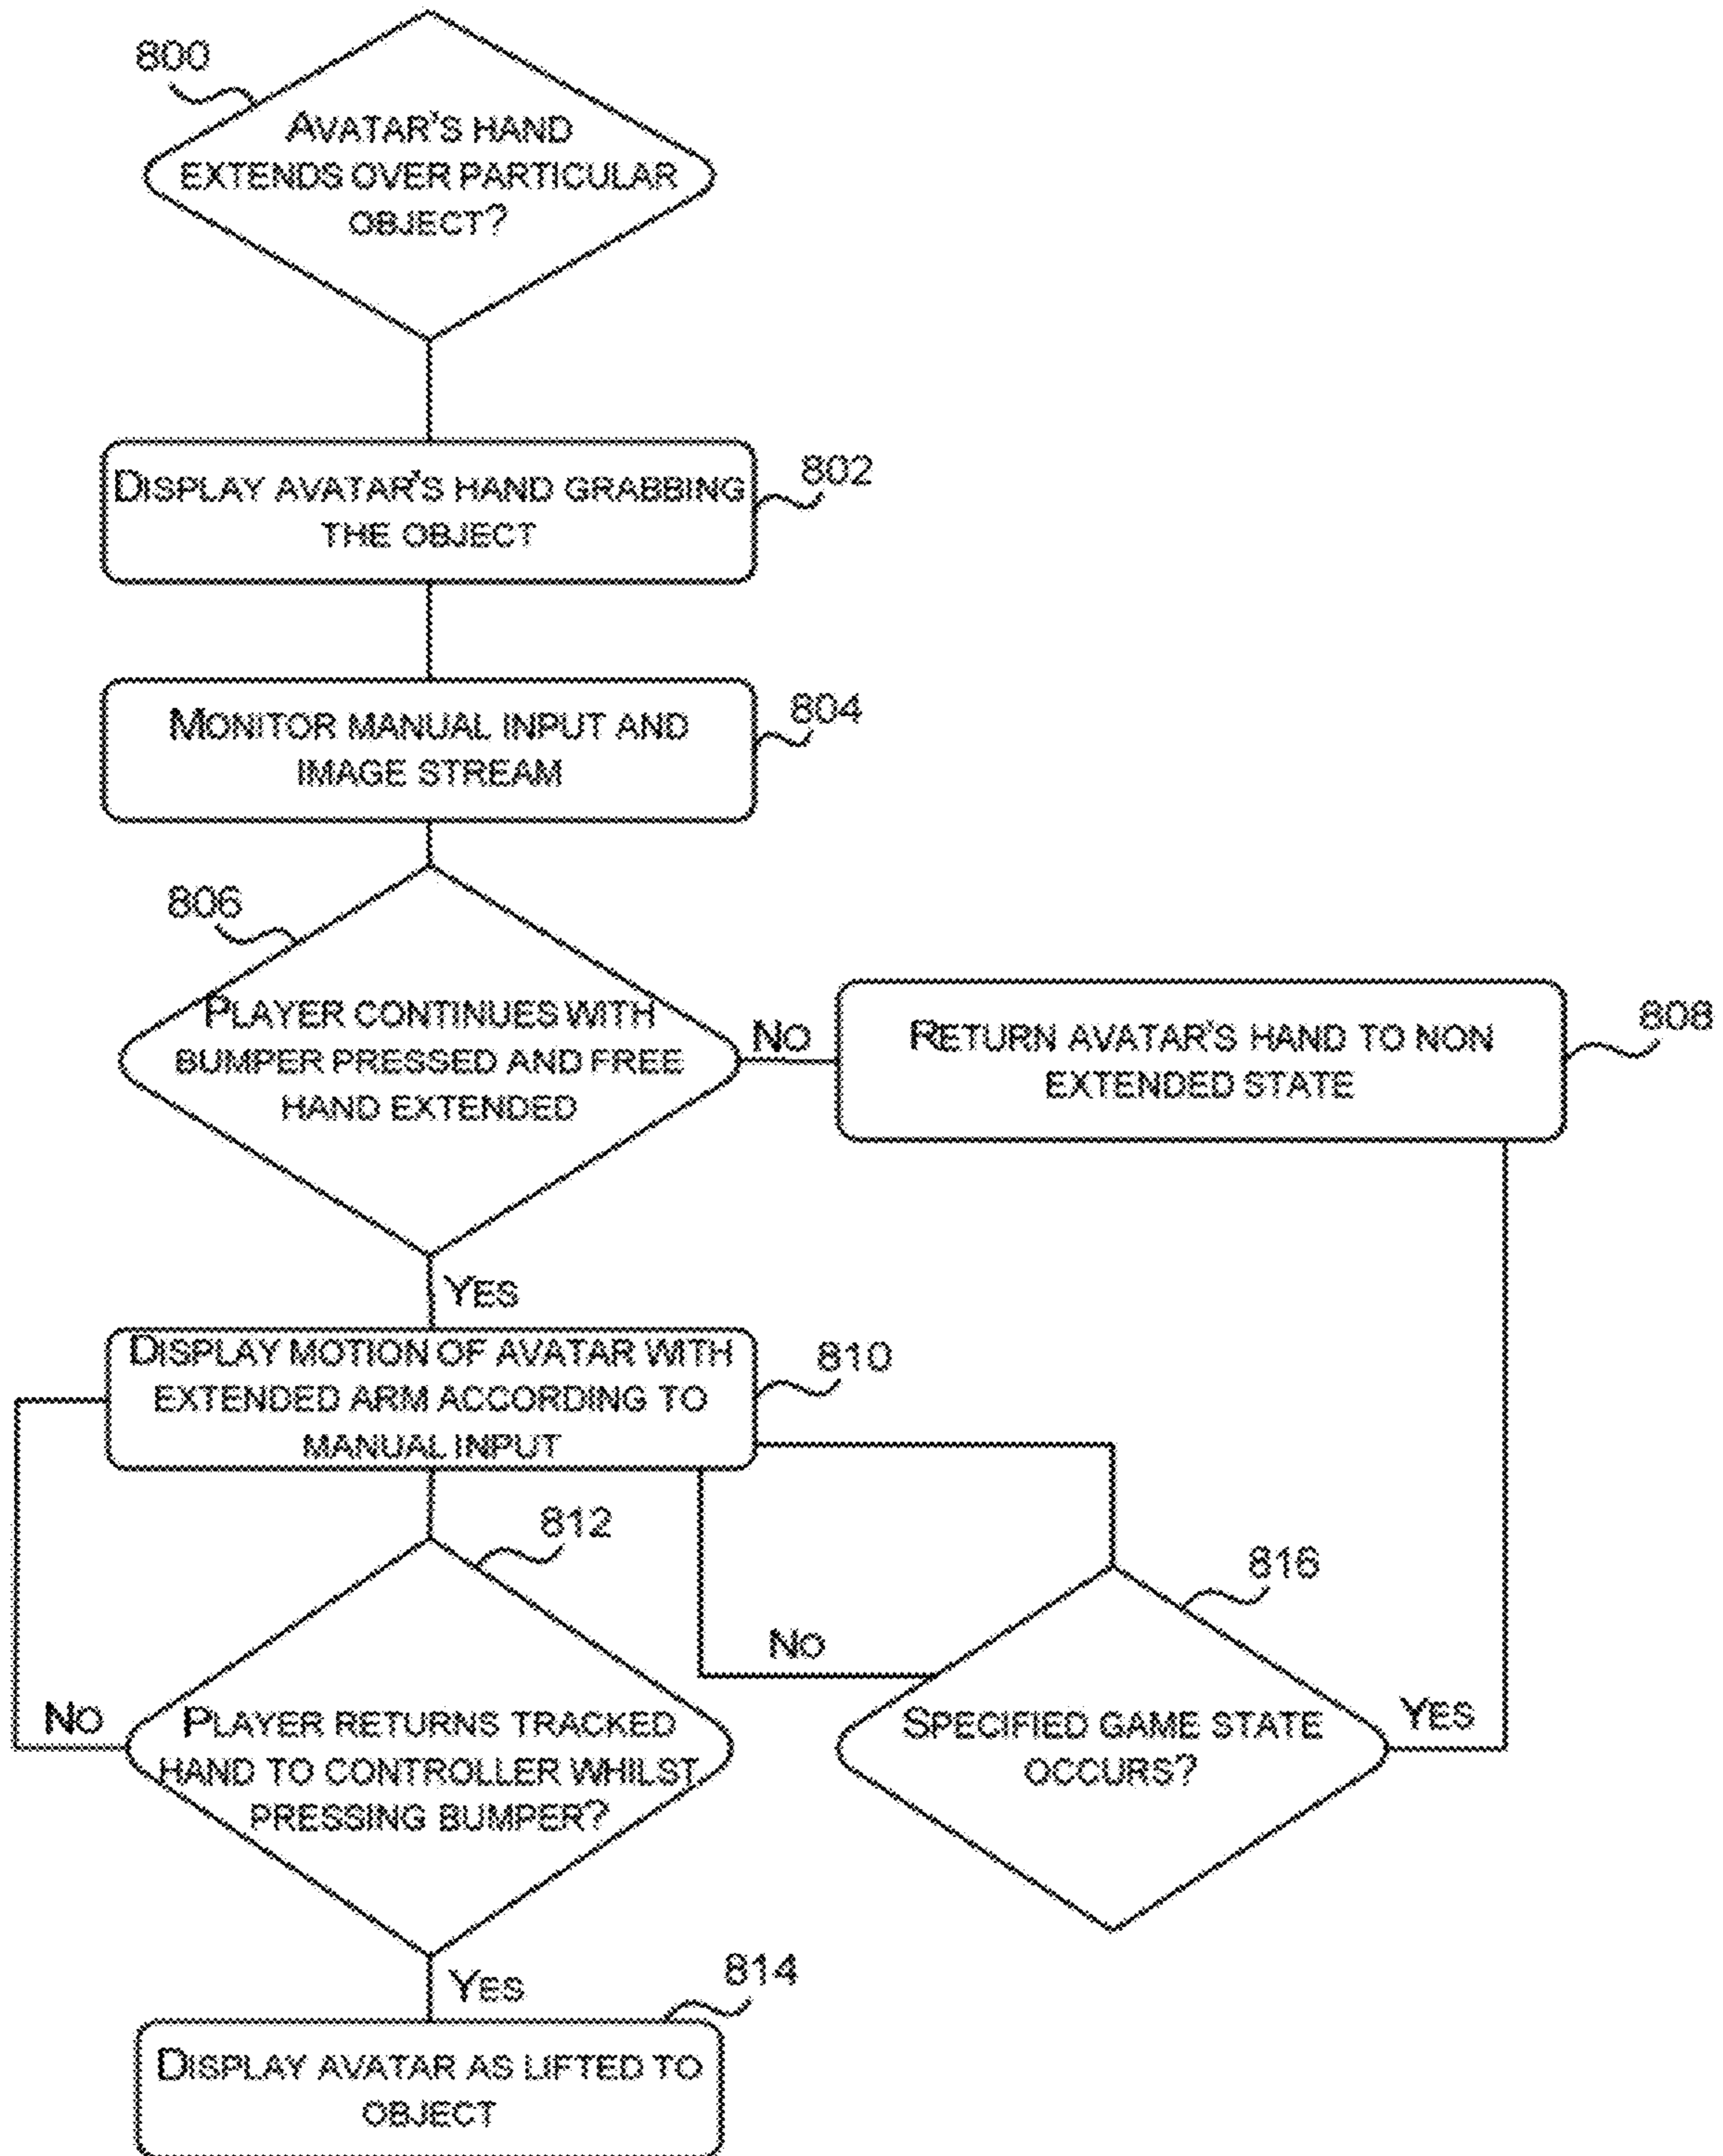 800
AVATAR'S HAND
EXTENDS OVER PARTICULAR
OBJECT?
802
DISPLAY AVATAR'S HAND GRABBING
THE OBJECT
804
MONITOR MANUAL INPUT AND
IMAGE STREAM
806
PLAYER CONTINUES WITH
BUMPER PRESSED AND FREE
HAND EXTENDED
NO
RETURN AVATAR'S HAND TO NON
EXTENDED STATE
808
YES
DISPLAY MOTION OF AVATAR WITH
EXTENDED ARM ACCORDING TO
MANUAL INPUT
810
812
816
NO
NO
PLAYER RETURNS TRACKED
HAND TO CONTROLLER WHILST
PRESSING BUMPER?
SPECIFIED GAME STATE
OCCURS?
YES
YES
814
DISPLAY AVATAR AS LIFTED TO
OBJECT